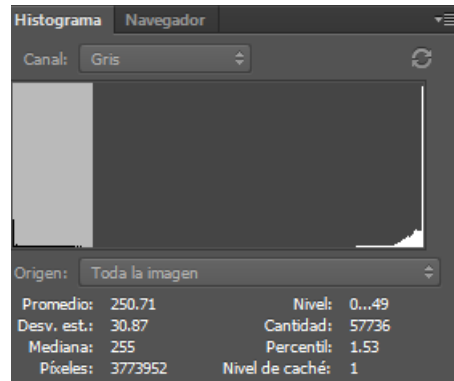 Histograma Navegador
Canal: Gris
Origen: Toda la imagen
Promedio: 250.71 Nivel: 0...49
Desv. est.: 30.87 Cantidad: 57736
Mediana: 255 Percentil: 1.53
Píxeles: 3773952 Nivel de caché: 1